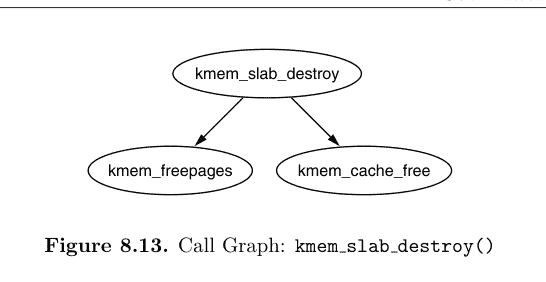 kmem_slab_destroy
kmem_freepages kmem_cache_free
Figure 8.13. Call Graph: kmem_slab_destroy()